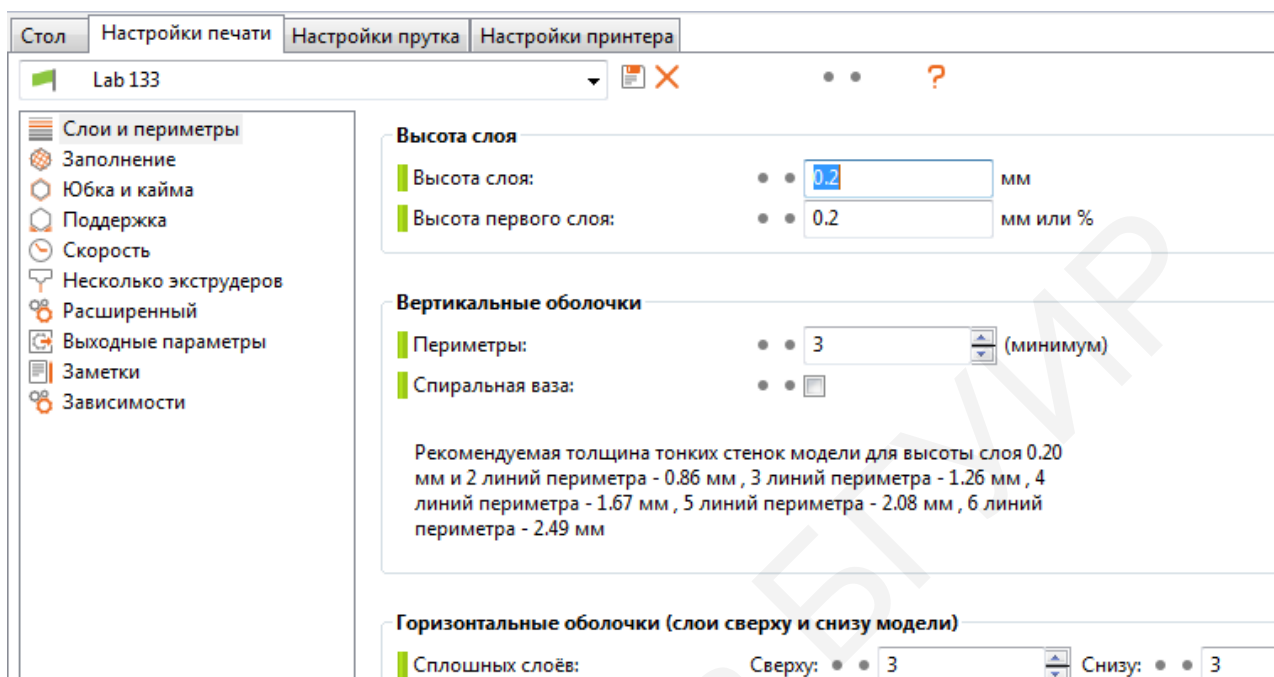 Стол Настройки печати Настройки прутка Настройки принтера
Lab 133 ?
Слои и периметры
Заполнение
Юбка и кайма
Поддержка
Скорость
Несколько экструдеров
Расширенный
Выходные параметры
Заметки
Зависимости
Высота слоя
Высота слоя: 0.2 мм
Высота первого слоя: 0.2 мм или %
Вертикальные оболочки
Периметры: 3 (минимум)
Спиральная ваза:
Рекомендуемая толщина тонких стенок модели для высоты слоя 0.20
мм и 2 линий периметра - 0.86 мм , 3 линий периметра - 1.26 мм , 4
линий периметра - 1.67 мм , 5 линий периметра - 2.08 мм , 6 линий
периметра - 2.49 мм
Горизонтальные оболочки (слои сверху и снизу модели)
Сплошных слоёв: Сверху: 3 Снизу: 3
БГУИР